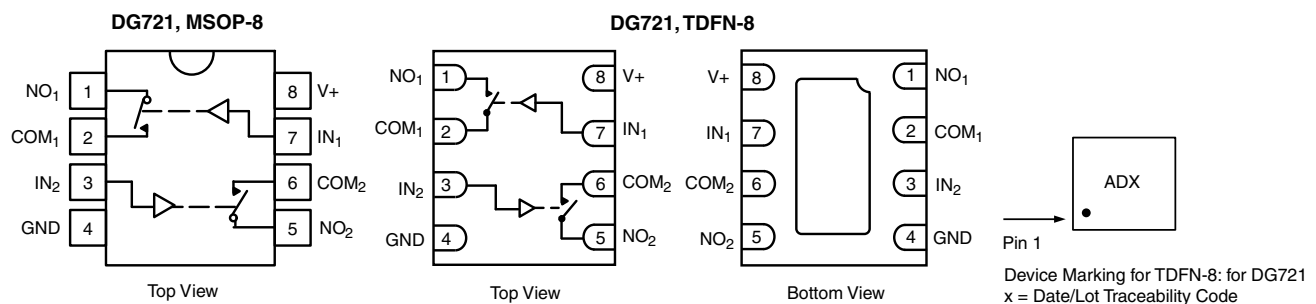 DG721, MSOP-8
NO1 1 8 V+
COM1 2 7 IN1
IN2 3 6 COM2
GND 4 5 NO2
Top View
DG721, TDFN-8
NO1 1 8 V+
COM1 2 7 IN1
IN2 3 6 COM2
GND 4 5 NO2
Top View
V+ 8 1 NO1
IN1 7 2 COM1
COM2 6 3 IN2
NO2 5 4 GND
Bottom View
ADX
Pin 1
Device Marking for TDFN-8: for DG721
x = Date/Lot Traceability Code